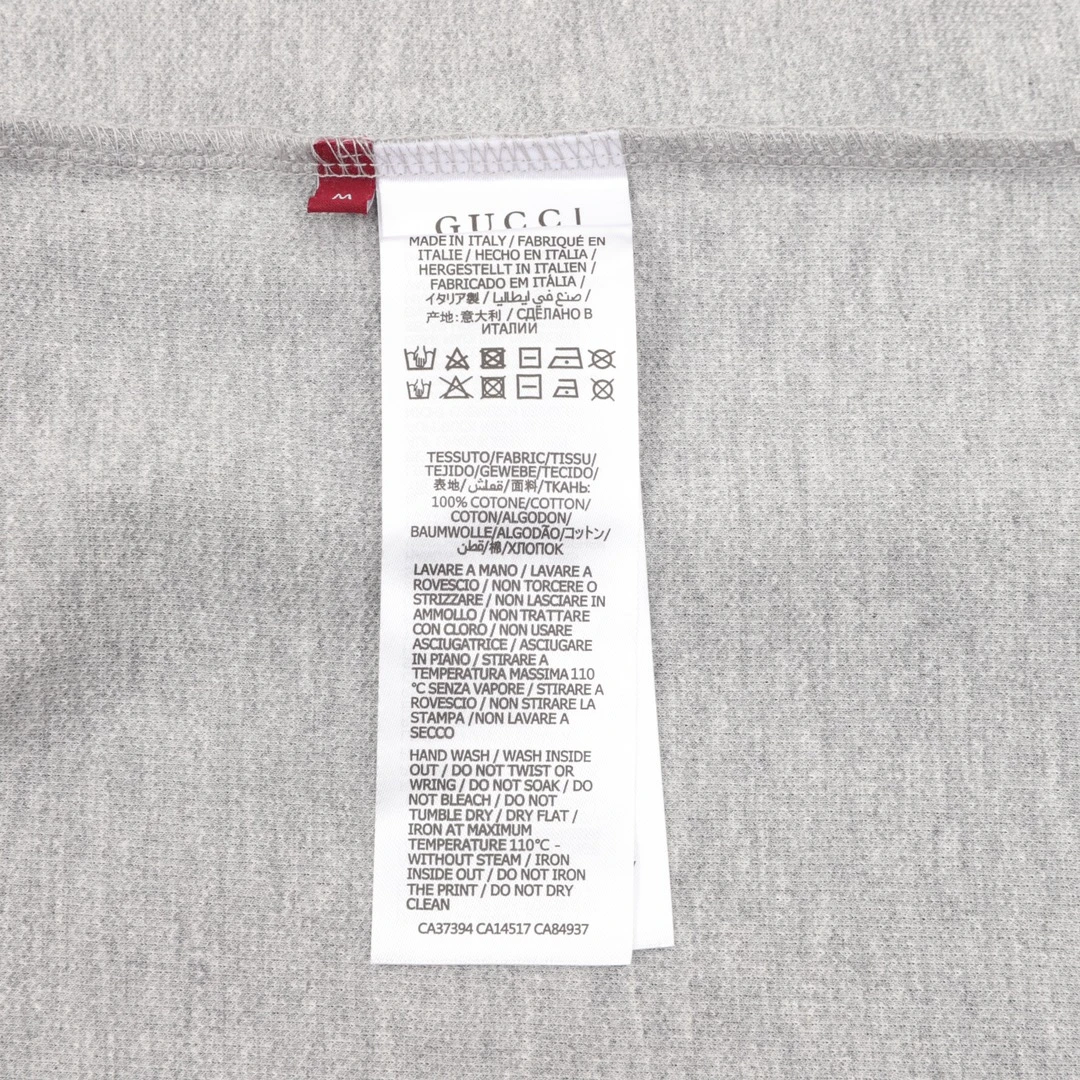 M
GUCCI
MADE IN ITALY / FABRIQUÉ EN
ITALIE / HECHO EN ITALIA /
HERGESTELLT IN ITALIEN /
FABRICADO EM ITÁLIA /
イタリア製 / صنع في ايطاليا /
产地: 意大利 / СДЕЛАНО В
ИТАЛИИ
TESSUTO/FABRIC/TISSU/
TEJIDO/GEWEBE/TECIDO/
表地/قملش/面料/ТКАНЬ:
100% COTONE/COTTON/
COTON/ALGODON/
BAUMWOLLE/ALGODÃO/コットン/
قطن/棉/ХЛОПОК
LAVARE A MANO / LAVARE A
ROVESCIO / NON TORCERE O
STRIZZARE / NON LASCIARE IN
AMMOLLO / NON TRATTARE
CON CLORO / NON USARE
ASCIUGATRICE / ASCIUGARE
IN PIANO / STIRARE A
TEMPERATURA MASSIMA 110
°C SENZA VAPORE / STIRARE A
ROVESCIO / NON STIRARE LA
STAMPA /NON LAVARE A
SECCO
HAND WASH / WASH INSIDE
OUT / DO NOT TWIST OR
WRING / DO NOT SOAK / DO
NOT BLEACH / DO NOT
TUMBLE DRY / DRY FLAT /
IRON AT MAXIMUM
TEMPERATURE 110°C -
WITHOUT STEAM / IRON
INSIDE OUT / DO NOT IRON
THE PRINT / DO NOT DRY
CLEAN
CA37394 CA14517 CA84937